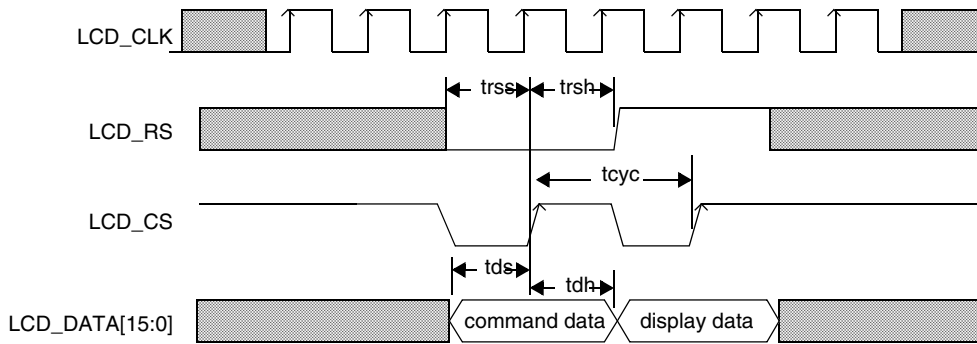 LCD_CLK
trss trsh
LCD_RS
tcyc
LCD_CS
tds
tdh
LCD_DATA[15:0] command data display data